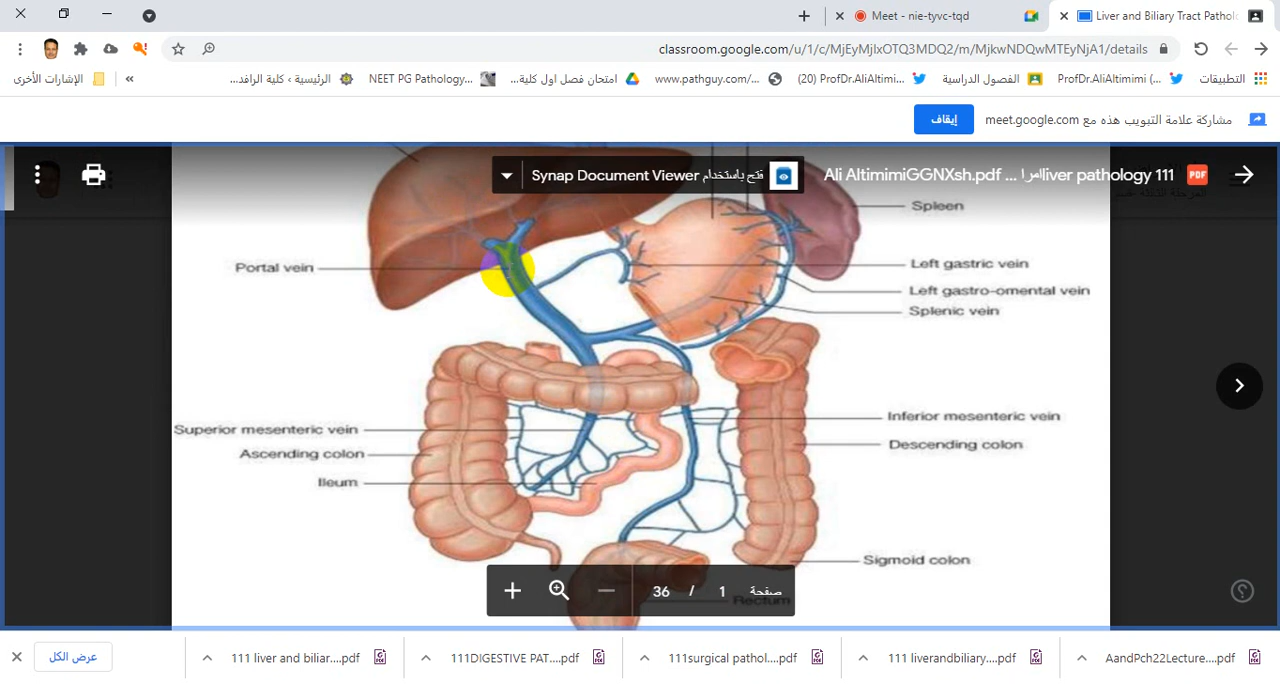 Meet - nie-tyvc-tqd
Liver and Biliary Tract Pathol
classroom.google.com/u/1/c/MjEyMjIxOTQ3MDQ2/m/MjkwNDQwMTEyNjA1/details
التطبيقات
ProfDr.AliAltimimi (...
الفصول الدراسية
(20) ProfDr.AliAltimi...
www.pathguy.com/...
امتحان فصل اول كلية...
NEET PG Pathology...
الرئيسية › كلية الرافد...
»
الإشارات الأخرى
مشاركة علامة التبويب هذه مع meet.google.com
إيقاف
111 liver pathology
Ali AltimimiGGNXsh.pdf ...
PDF
فتح باستخدام Synap Document Viewer
Spleen
Portal vein
Left gastric vein
Left gastro-omental vein
Splenic vein
Inferior mesenteric vein
Superior mesenteric vein
Descending colon
Ascending colon
Ileum
Sigmoid colon
صفحة 1 / 36
Rectum
AandPch22Lecture....pdf
111 liverandbiliary....pdf
111surgical pathol....pdf
111DIGESTIVE PAT....pdf
111 liver and biliar....pdf
عرض الكل